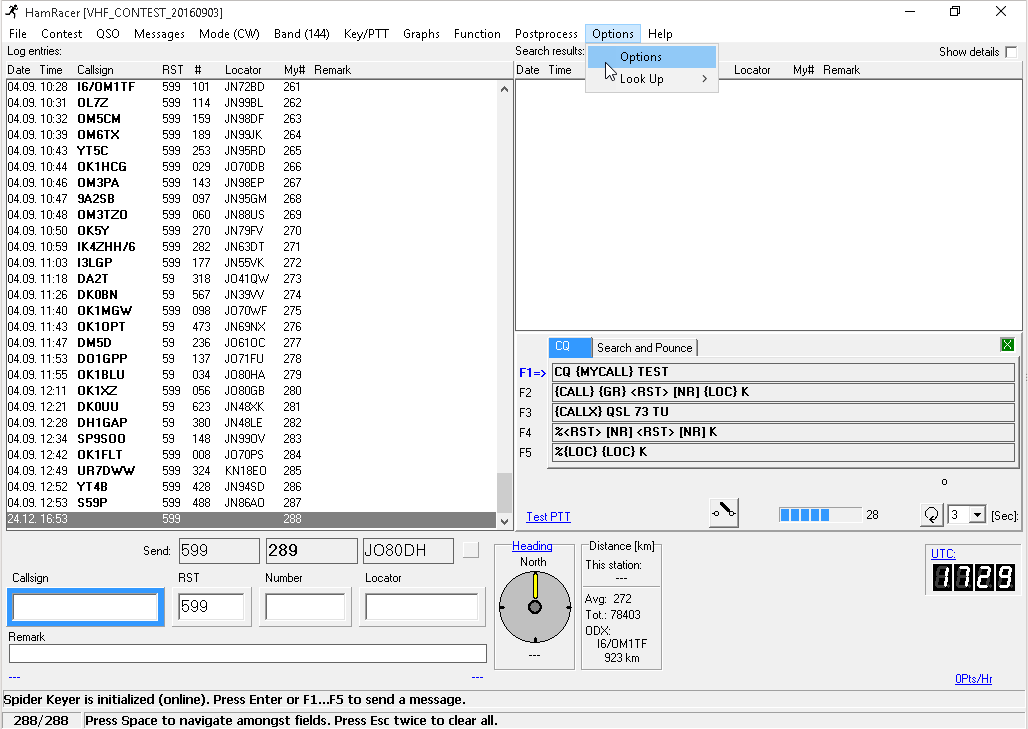 HamRacer [VHF_CONTEST_20160903]
File Contest QSO Messages Mode (CW) Band (144) Key/PTT Graphs Function Postprocess Options Help
Log entries:
Date Time Callsign RST # Locator My# Remark
04.09. 10:28 I6/OM1TF 599 101 JN72BD 261
04.09. 10:31 OL7Z 599 114 JN99BL 262
04.09. 10:32 OM5CM 599 159 JN98DF 263
04.09. 10:39 OM6TX 599 189 JN99JK 264
04.09. 10:43 YT5C 599 253 JN95RD 265
04.09. 10:44 OK1HCG 599 029 JO70DB 266
04.09. 10:46 OM3PA 599 143 JN98EP 267
04.09. 10:47 9A2SB 599 097 JN95GM 268
04.09. 10:48 OM3TZO 599 060 JN88US 269
04.09. 10:50 OK5Y 599 270 JN79FV 270
04.09. 10:59 IK4ZHH/6 599 282 JN63DT 271
04.09. 11:03 I3LGP 599 177 JN55VK 272
04.09. 11:18 DA2T 59 318 JO41QW 273
04.09. 11:26 DK0BN 59 567 JN39VV 274
04.09. 11:40 OK1MGW 599 098 JO70WF 275
04.09. 11:43 OK1OPT 59 473 JN69NX 276
04.09. 11:47 DM5D 59 236 JO61OC 277
04.09. 11:53 DO1GPP 59 137 JO71FU 278
04.09. 11:55 OK1BLU 59 034 JO80HA 279
04.09. 12:11 OK1XZ 599 056 JO80GB 280
04.09. 12:21 DK0UU 59 623 JN48XK 281
04.09. 12:28 DH1GAP 59 380 JN48LE 282
04.09. 12:34 SP9SOO 59 148 JN99OV 283
04.09. 12:42 OK1FLT 599 008 JO70PS 284
04.09. 12:49 UR7DWW 599 324 KN18EO 285
04.09. 12:52 YT4B 599 428 JN94SD 286
04.09. 12:53 S59P 599 488 JN86AO 287
24.12. 16:53 599 288
Search results:
Options
Look Up >
Show details
Date Time Locator My# Remark
CQ Search and Pounce X
F1=> CQ {MYCALL} TEST
F2 {CALL} {GR} <RST> [NR] {LOC} K
F3 {CALLX} QSL 73 TU
F4 %<RST> [NR] <RST> [NR] K
F5 %{LOC} {LOC} K
o
Test PTT 28 3 [Sec]:
Send: 599 289 JO80DH
Callsign RST Number Locator
599
Remark
--- ---
Heading
North
---
Distance [km]
This station:
---
Avg: 272
Tot.: 78403
ODX:
I6/OM1TF
923 km
UTC:
1729
0Pts/Hr
Spider Keyer is initialized (online). Press Enter or F1...F5 to send a message.
288/288 Press Space to navigate amongst fields. Press Esc twice to clear all.